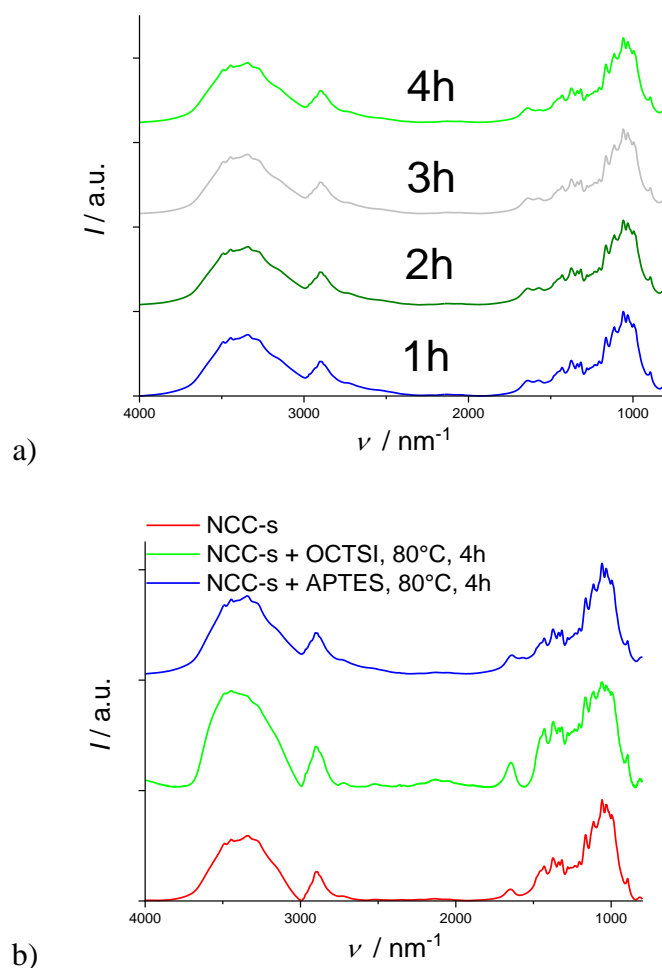 4h
3h
2h
1h
I / a.u.
4000 3000 2000 1000
ν / nm⁻¹
a)
NCC-s
NCC-s + OCTSI, 80°C, 4h
NCC-s + APTES, 80°C, 4h
I / a.u.
4000 3000 2000 1000
ν / nm⁻¹
b)